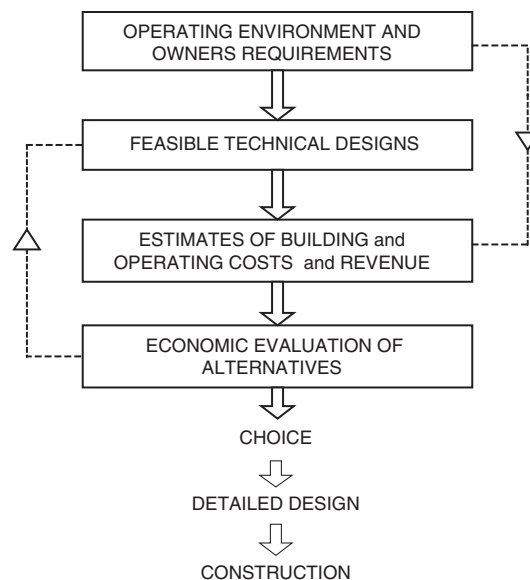 OPERATING ENVIRONMENT AND
OWNERS REQUIREMENTS
FEASIBLE TECHNICAL DESIGNS
ESTIMATES OF BUILDING and
OPERATING COSTS and REVENUE
ECONOMIC EVALUATION OF
ALTERNATIVES
CHOICE
DETAILED DESIGN
CONSTRUCTION